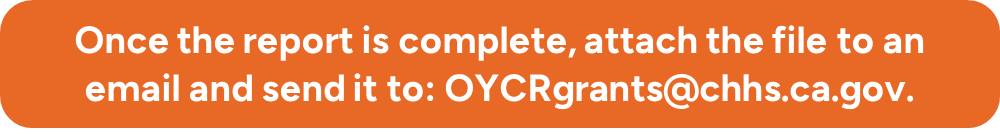 Once the report is complete, attach the file to an
email and send it to: OYCRgrants@chhs.ca.gov.